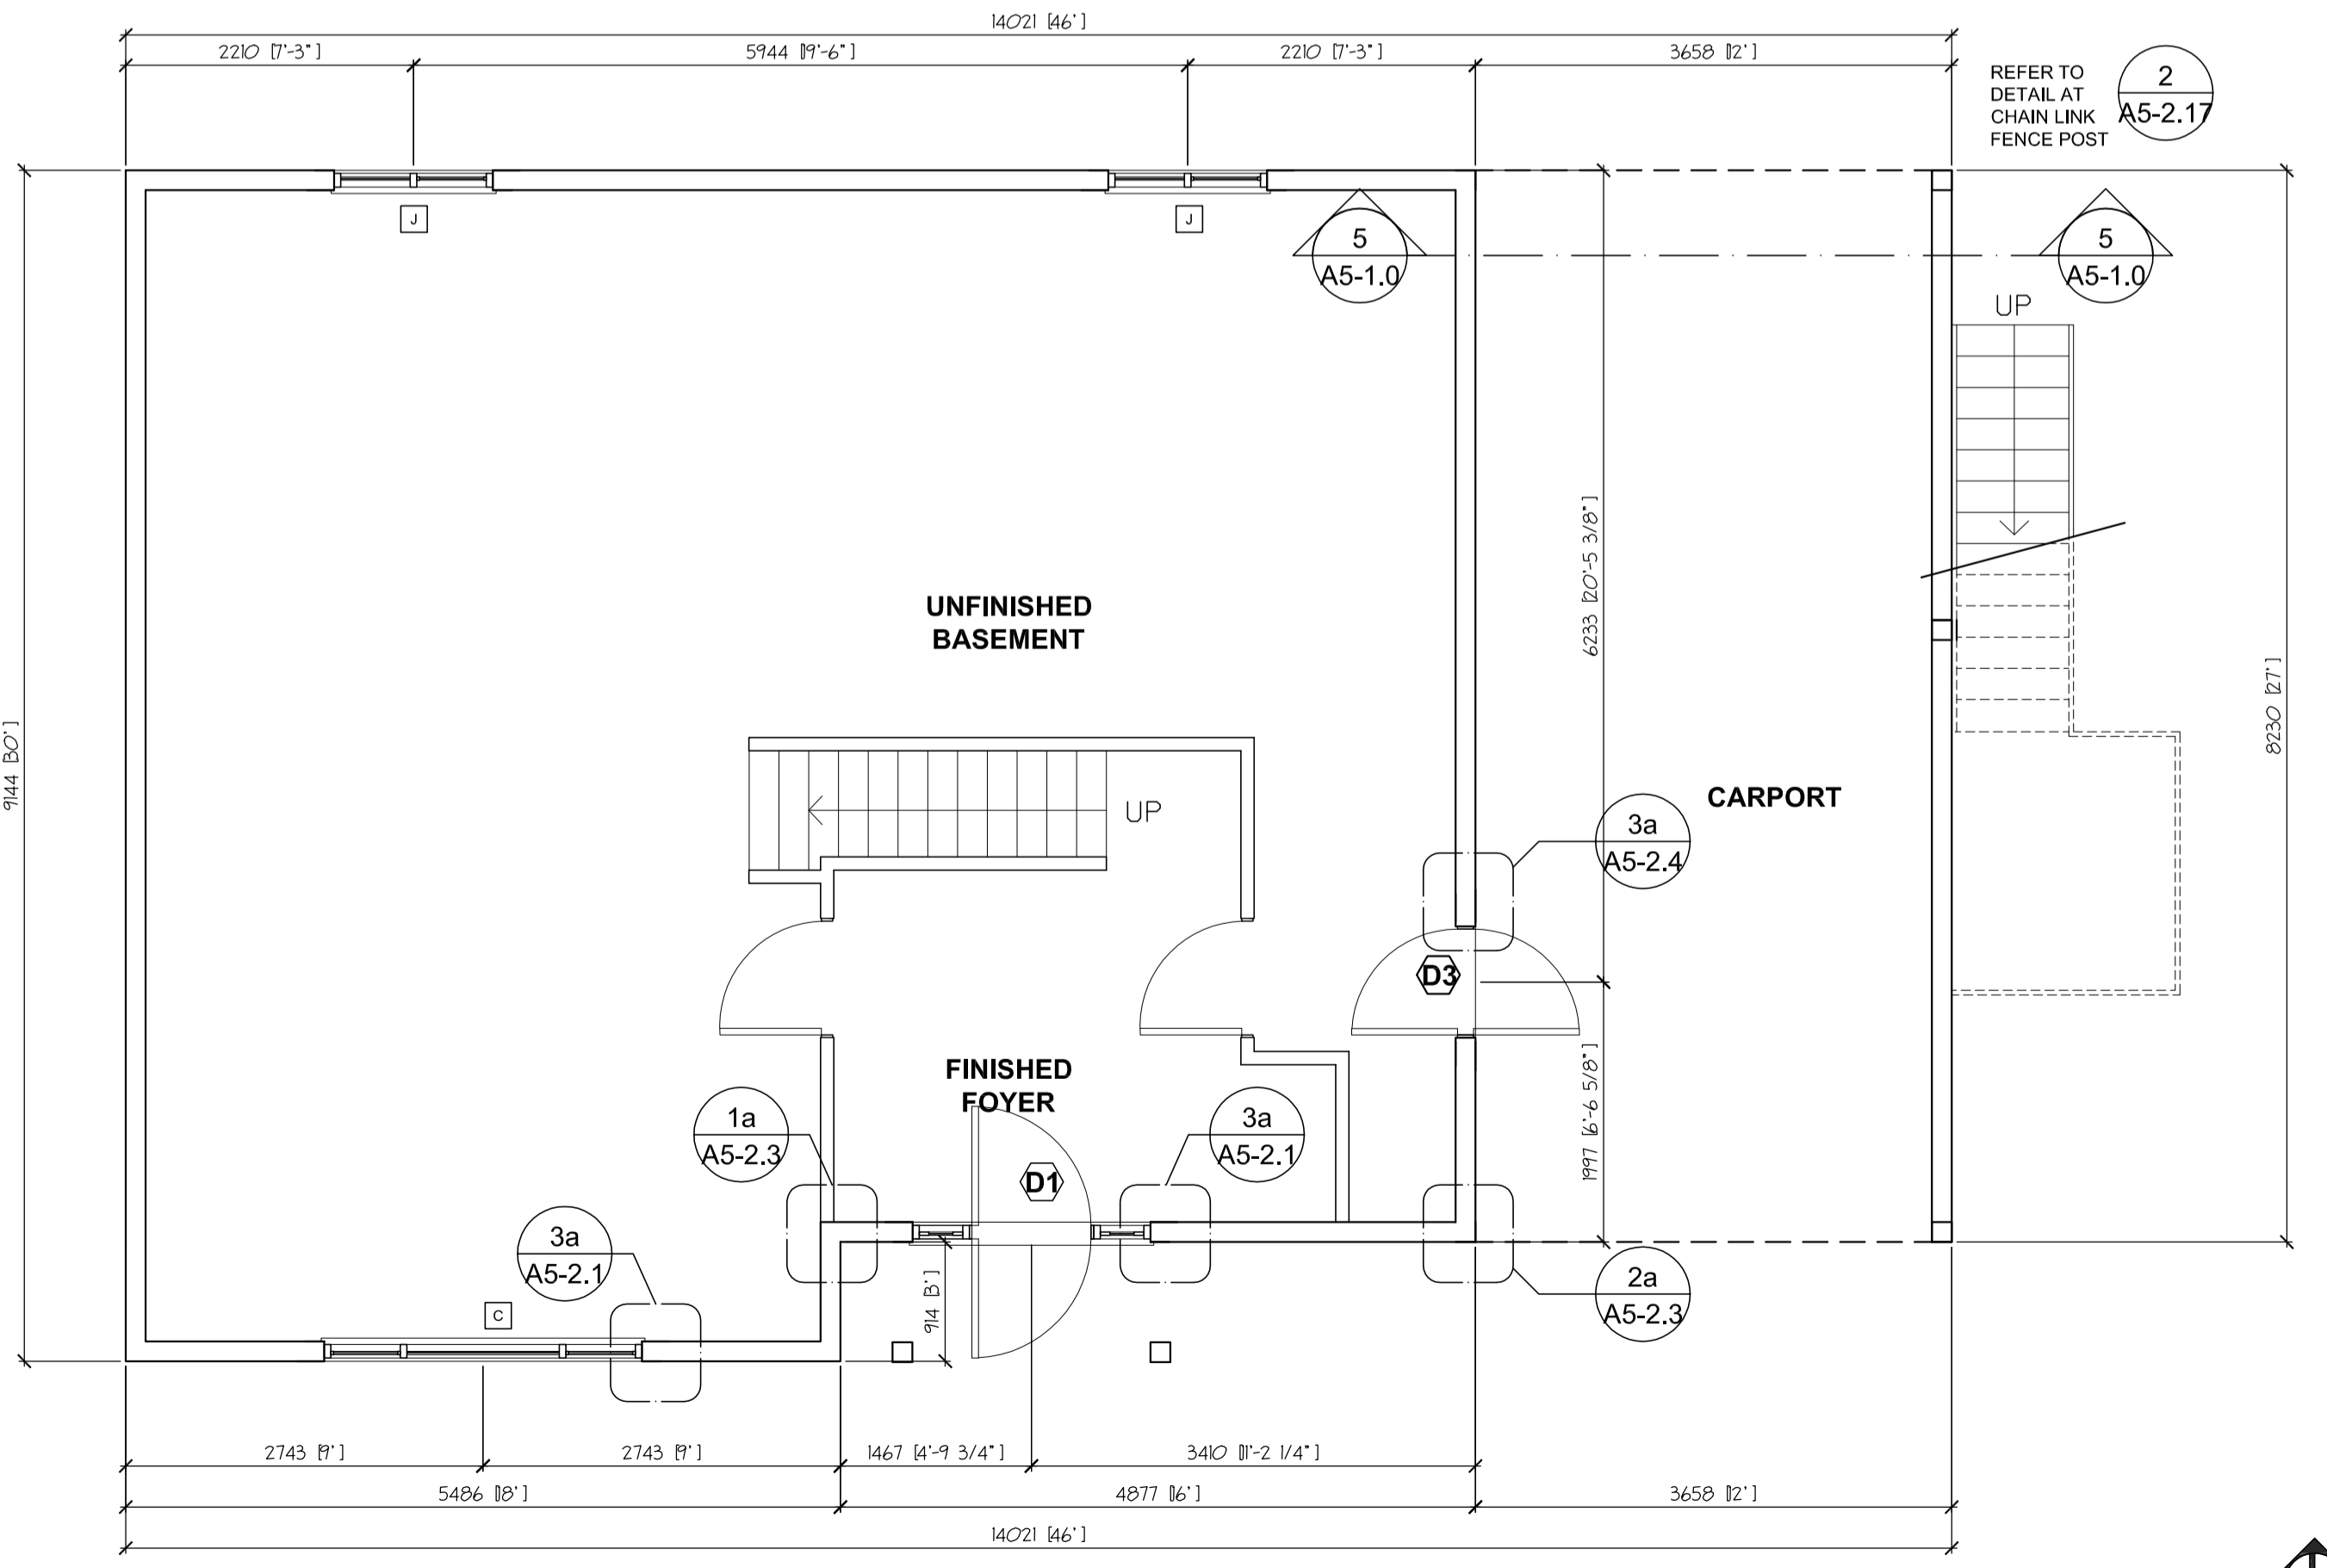 14021 [46']
2210 [7'-3"]
5944 [19'-6"]
2210 [7'-3"]
3658 [12']
REFER TO
DETAIL AT
CHAIN LINK
FENCE POST
2
A5-2.17
J
J
5
A5-1.0
5
A5-1.0
UP
6233 [20'-5 3/8"]
UNFINISHED
BASEMENT
9144 [30']
8230 [27']
CARPORT
UP
3a
A5-2.4
D3
FINISHED
FOYER
1997 [6'-6 5/8"]
1a
A5-2.3
3a
A5-2.1
D1
3a
A5-2.1
2a
A5-2.3
914 [3']
C
2743 [9']
2743 [9']
1467 [4'-9 3/4"]
3410 [11'-2 1/4"]
5486 [18']
4877 [16']
3658 [12']
14021 [46']